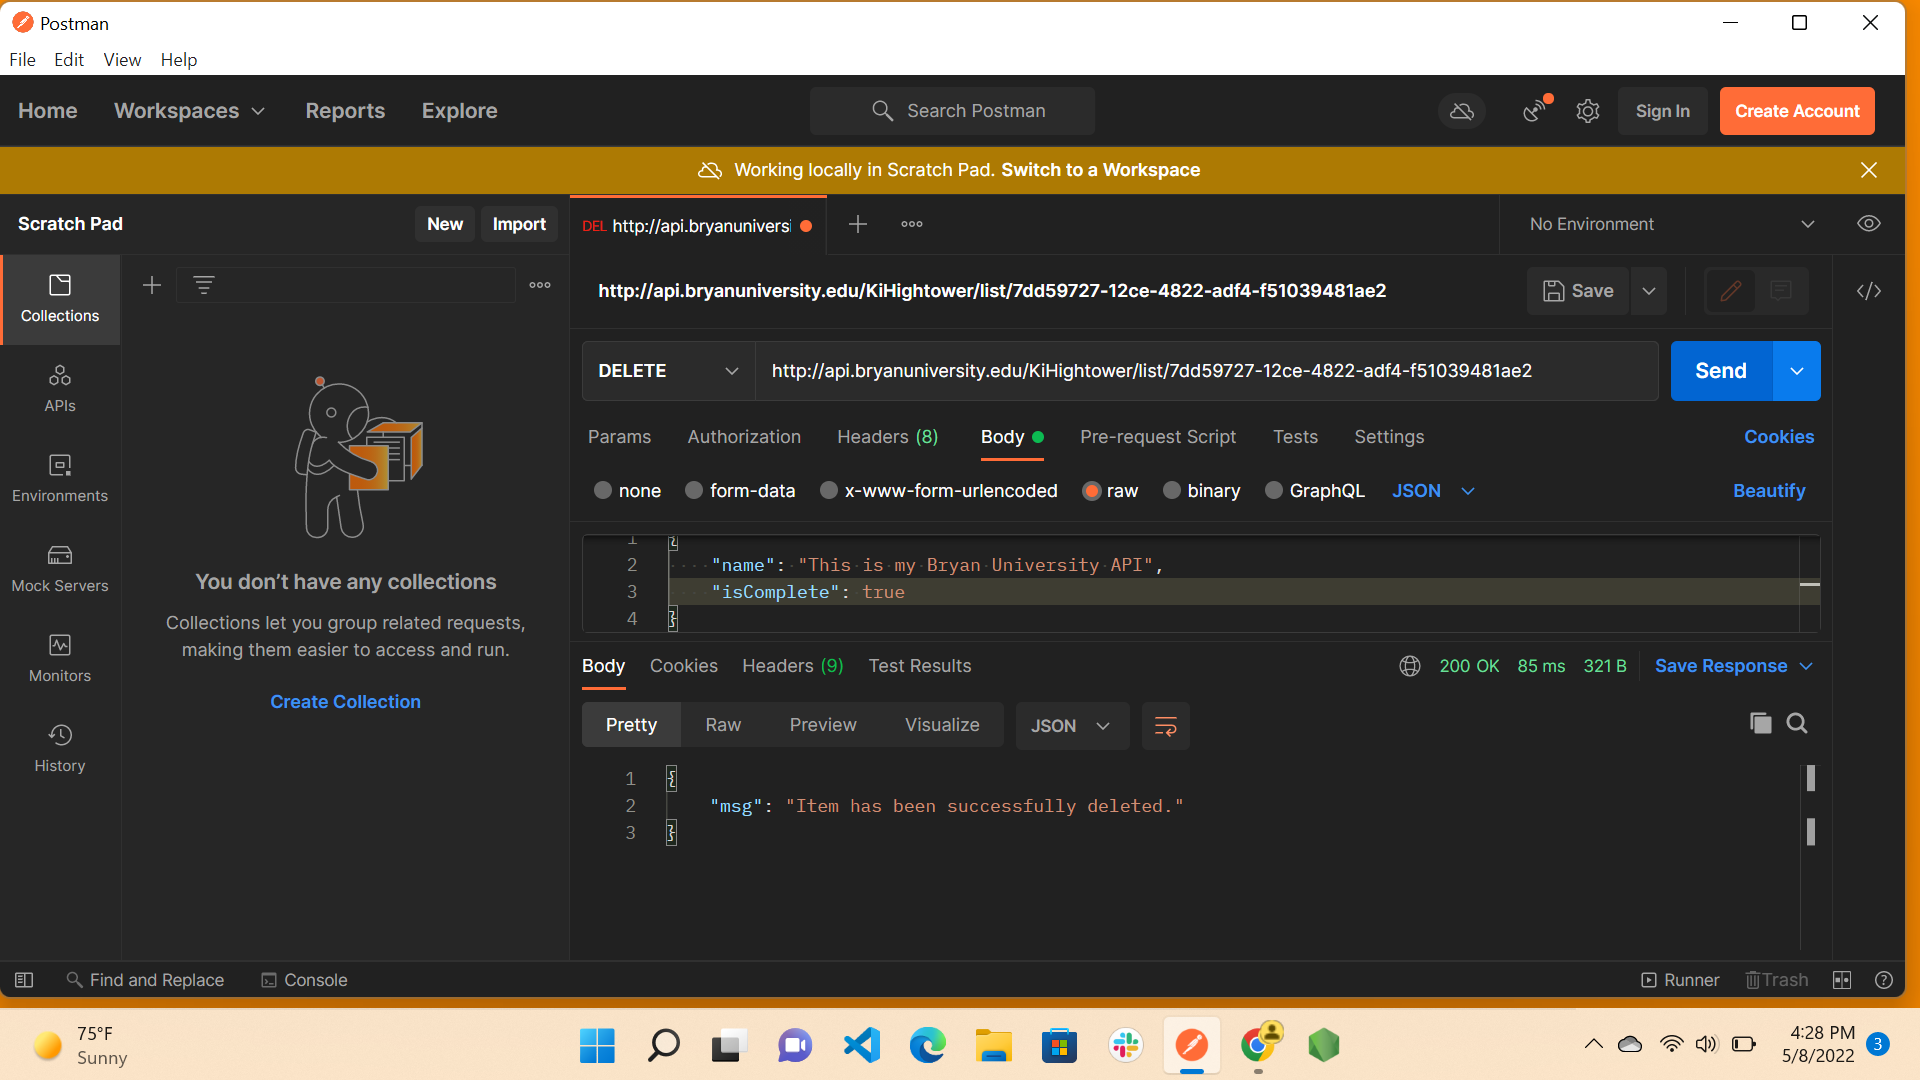 Postman
File Edit View Help
Home Workspaces Reports Explore
Search Postman
Sign In Create Account
Working locally in Scratch Pad. Switch to a Workspace
Scratch Pad New Import
DEL http://api.bryanuniversi
No Environment
Collections
APIs
Environments
Mock Servers
Monitors
History
You don’t have any collections
Collections let you group related requests,
making them easier to access and run.
Create Collection
http://api.bryanuniversity.edu/KiHightower/list/7dd59727-12ce-4822-adf4-f51039481ae2
Save
DELETE http://api.bryanuniversity.edu/KiHightower/list/7dd59727-12ce-4822-adf4-f51039481ae2 Send
Params Authorization Headers (8) Body Pre-request Script Tests Settings Cookies
none form-data x-www-form-urlencoded raw binary GraphQL JSON Beautify
1 {
2 "name": "This is my Bryan University API",
3 "isComplete": true
4 }
Body Cookies Headers (9) Test Results 200 OK 85 ms 321 B Save Response
Pretty Raw Preview Visualize JSON
1 {
2 "msg": "Item has been successfully deleted."
3 }
Find and Replace Console Runner Trash
75°F
Sunny
4:28 PM
5/8/2022
3